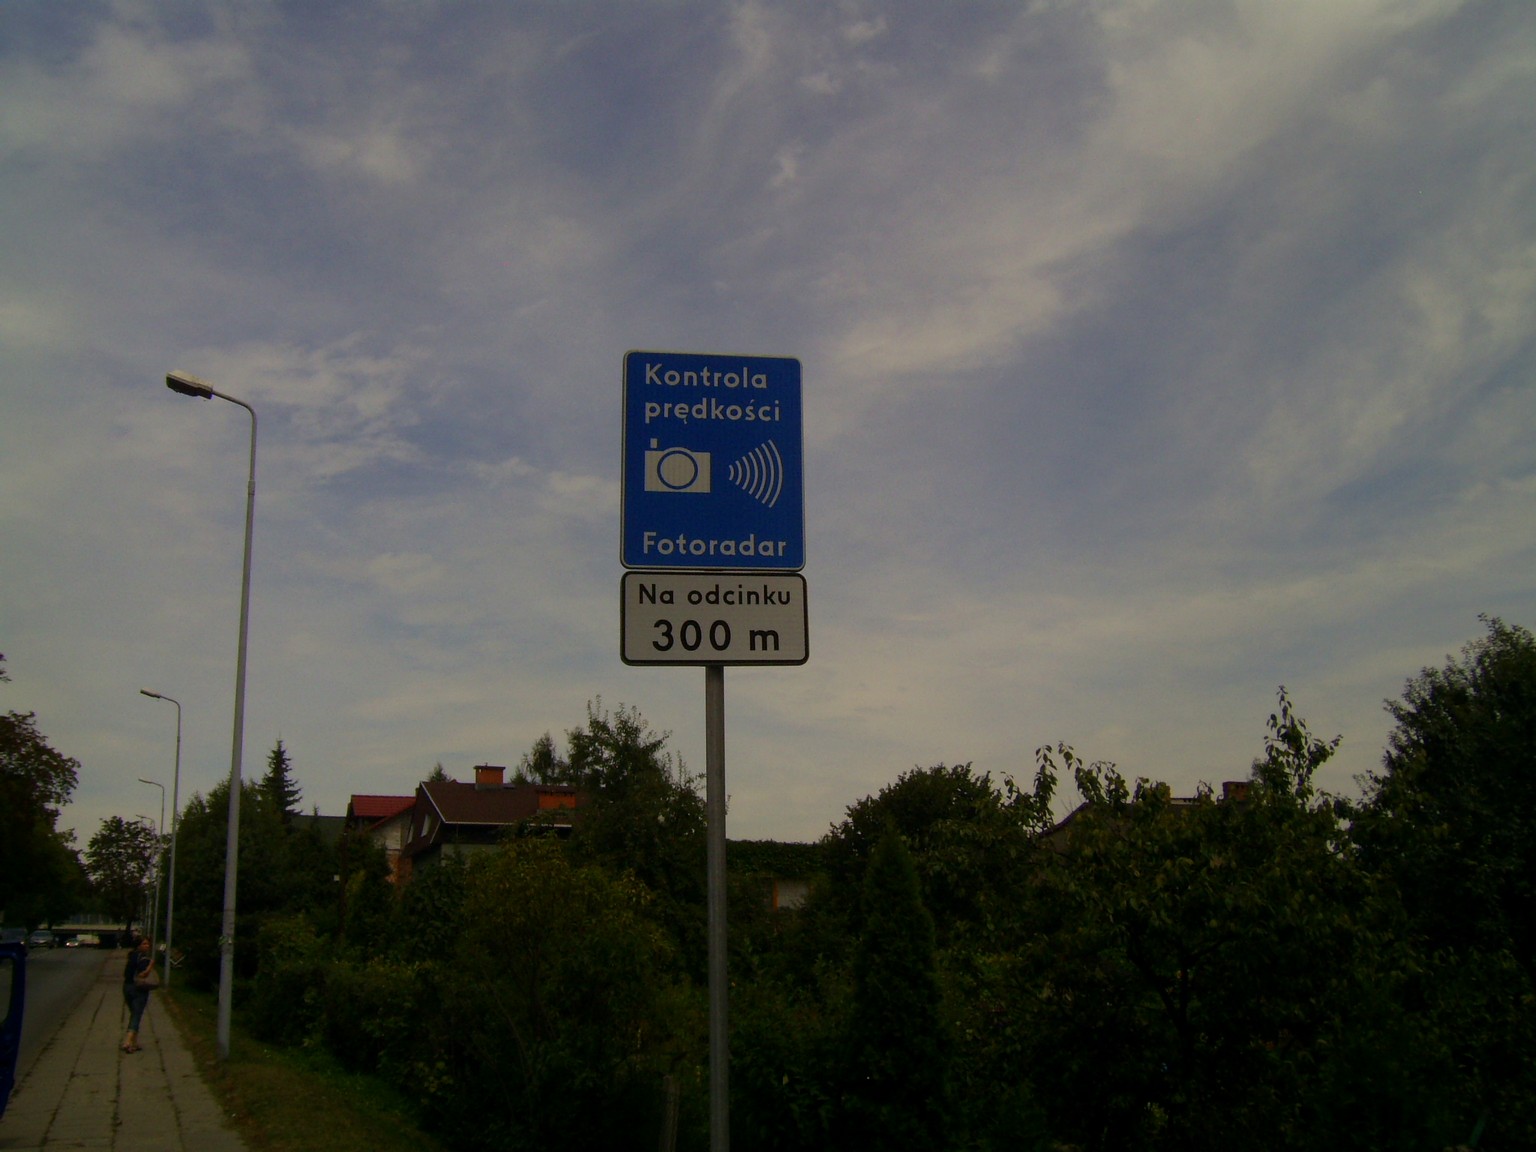 Kontrola
prędkości
Fotoradar
Na odcinku
300 m